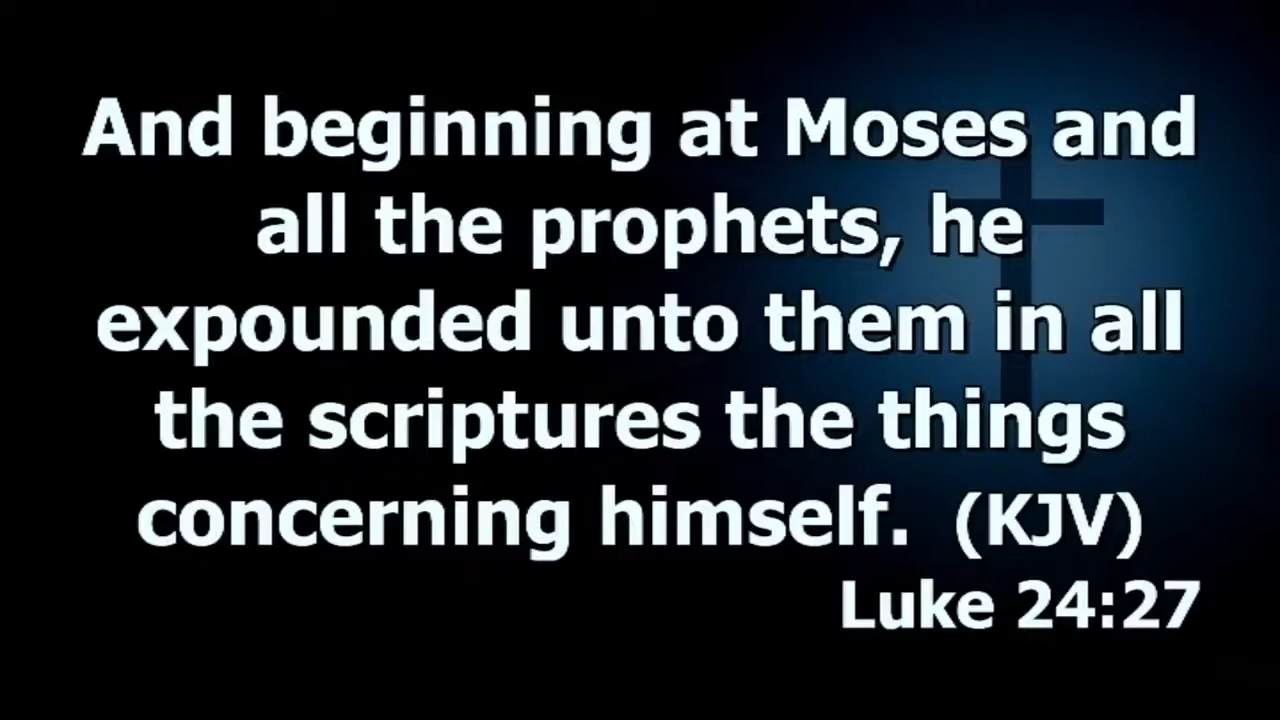 And beginning at Moses and
all the prophets, he
expounded unto them in all
the scriptures the things
concerning himself. (KJV)
Luke 24:27